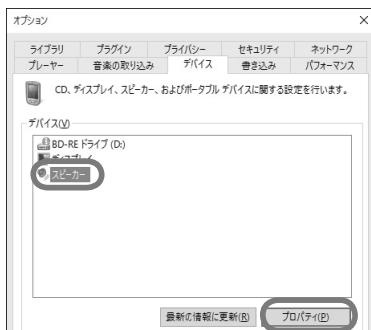 オプション
ライブラリ プラグイン プライバシー セキュリティ ネットワーク
プレーヤー 音楽の取り込み デバイス 書き込み パフォーマンス
CD、ディスプレイ、スピーカー、およびポータブル デバイスに関する設定を行います。
デバイス(V)
BD-RE ドライブ (D:)
ディスプレイ
スピーカー
最新の情報に更新(R) プロパティ(P)